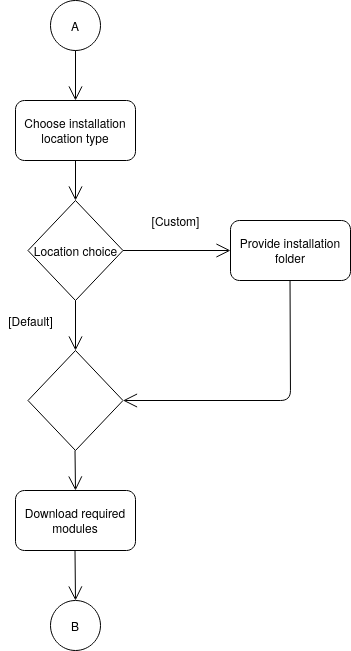 A
Choose installation
location type
[Custom]
Location choice
Provide installation
folder
[Default]
Download required
modules
B